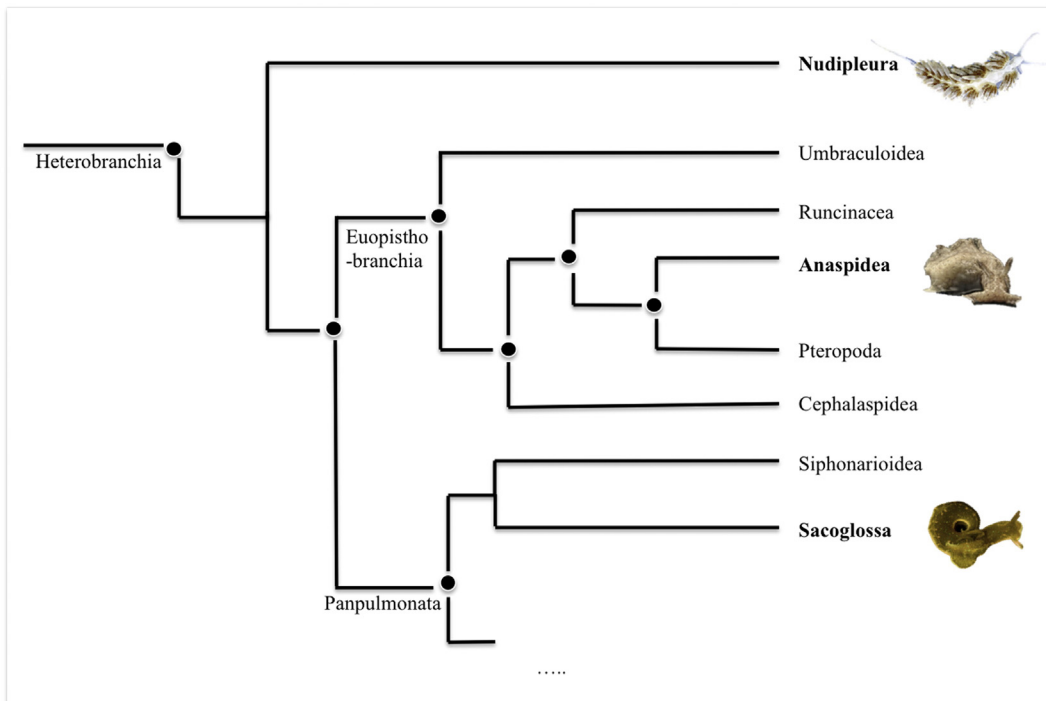 Nudipleura
Heterobranchia
Umbraculoidea
Runcinacea
Euopistho
-branchia
Anaspidea
Pteropoda
Cephalaspidea
Siphonarioidea
Sacoglossa
Panpulmonata
.....